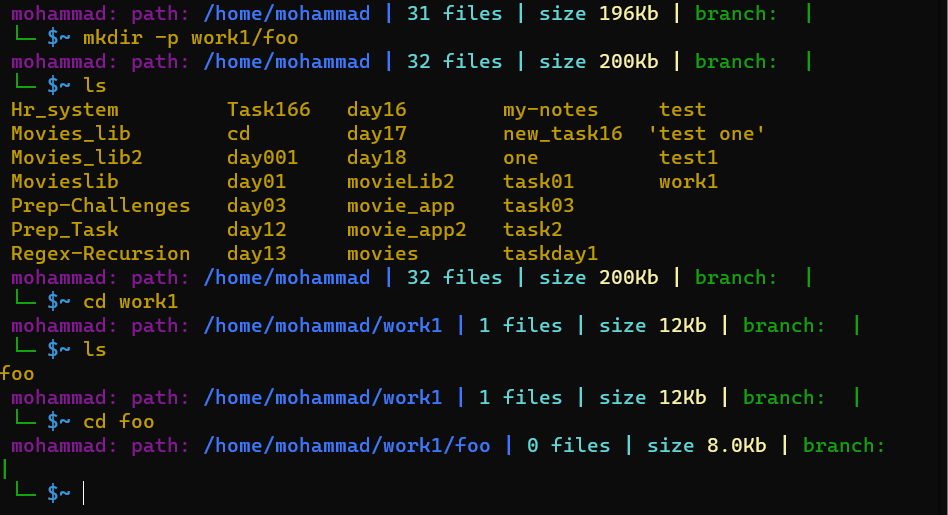 mohammad: path: /home/mohammad | 31 files | size 196Kb | branch:  |
└─ $~ mkdir -p work1/foo
mohammad: path: /home/mohammad | 32 files | size 200Kb | branch:  |
└─ $~ ls
Hr_system         Task166   day16       my-notes     test
Movies_lib        cd        day17       new_task16  'test one'
Movies_lib2       day001    day18       one          test1
Movieslib         day01     movieLib2   task01       work1
Prep-Challenges   day03     movie_app   task03
Prep_Task         day12     movie_app2  task2
Regex-Recursion   day13     movies      taskday1
mohammad: path: /home/mohammad | 32 files | size 200Kb | branch:  |
└─ $~ cd work1
mohammad: path: /home/mohammad/work1 | 1 files | size 12Kb | branch:  |
└─ $~ ls
foo
mohammad: path: /home/mohammad/work1 | 1 files | size 12Kb | branch:  |
└─ $~ cd foo
mohammad: path: /home/mohammad/work1/foo | 0 files | size 8.0Kb | branch:
|
└─ $~